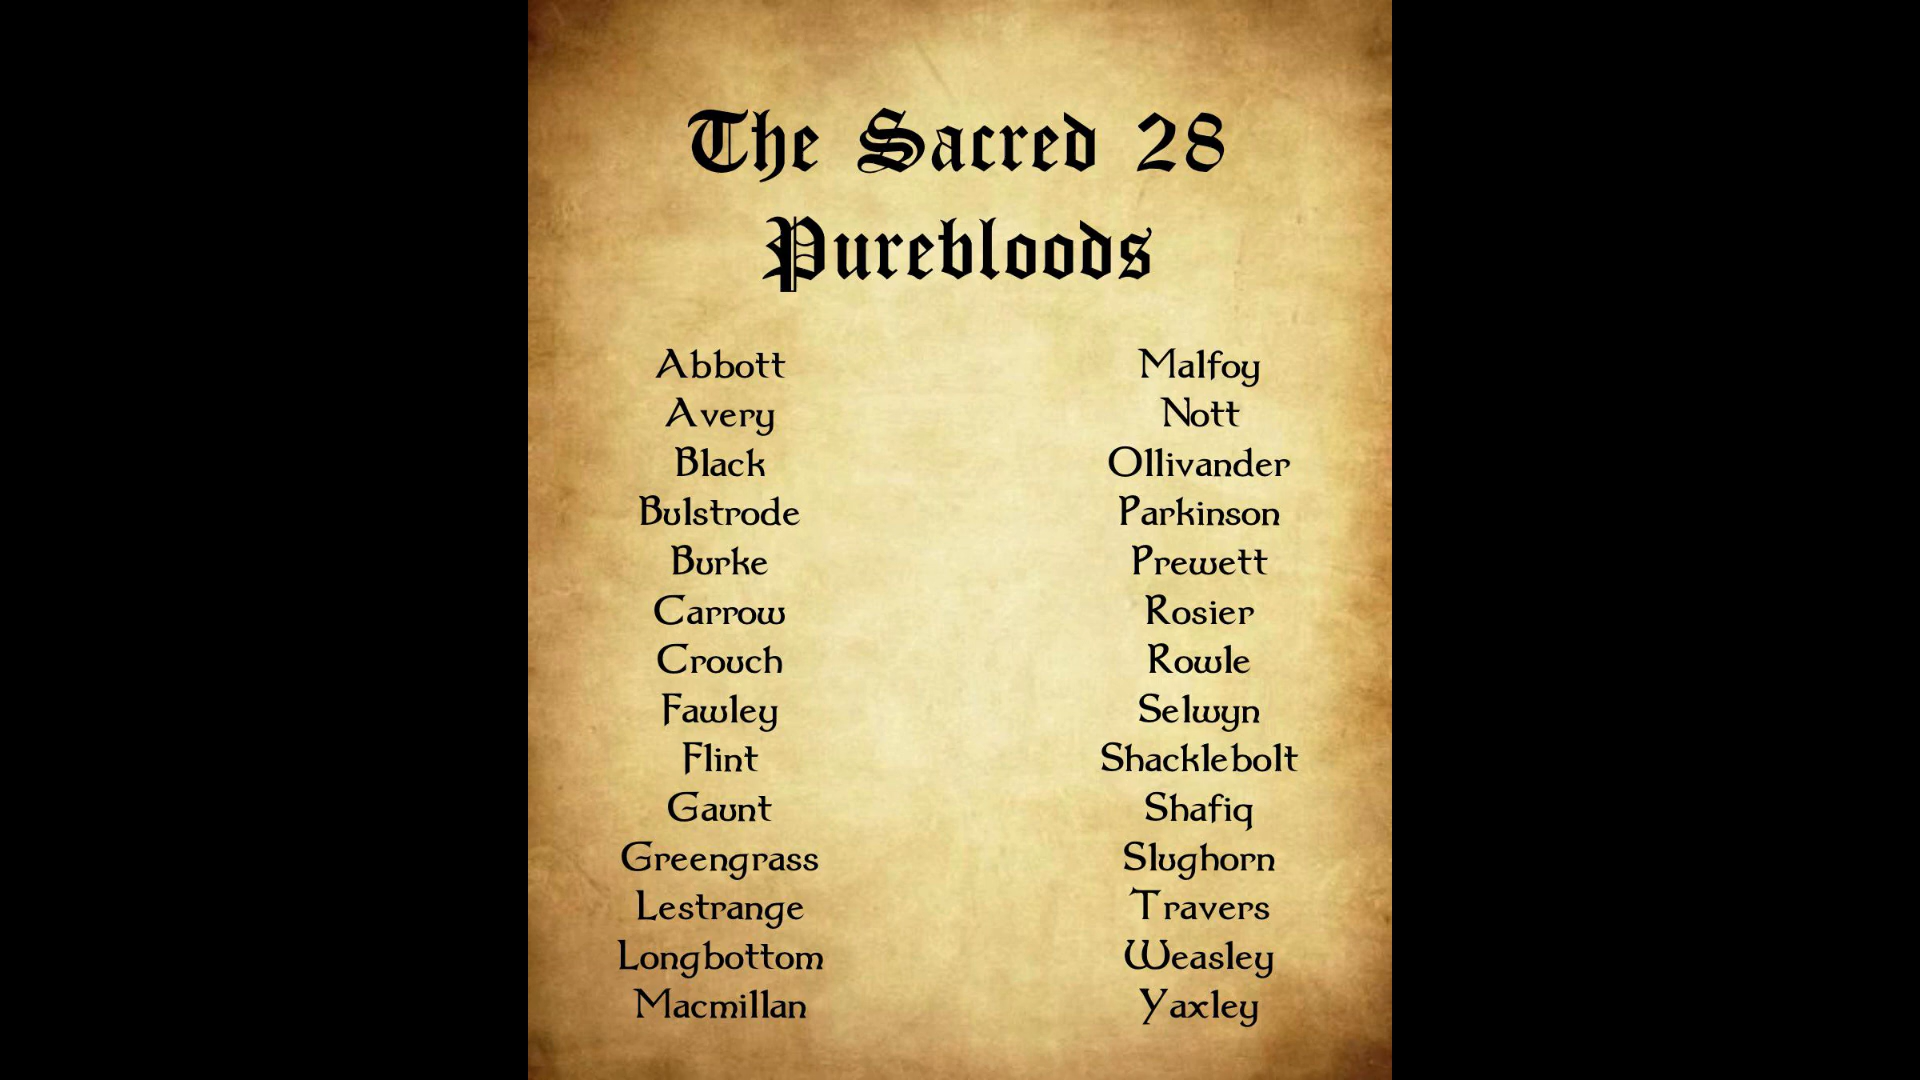 The Sacred 28
Purebloods
Abbott
Avery
Black
Bulstrode
Burke
Carrow
Crouch
Fawley
Flint
Gaunt
Greengrass
Lestrange
Longbottom
Macmillan
Malfoy
Nott
Ollivander
Parkinson
Prewett
Rosier
Rowle
Selwyn
Shacklebolt
Shafiq
Slughorn
Travers
Weasley
Yaxley